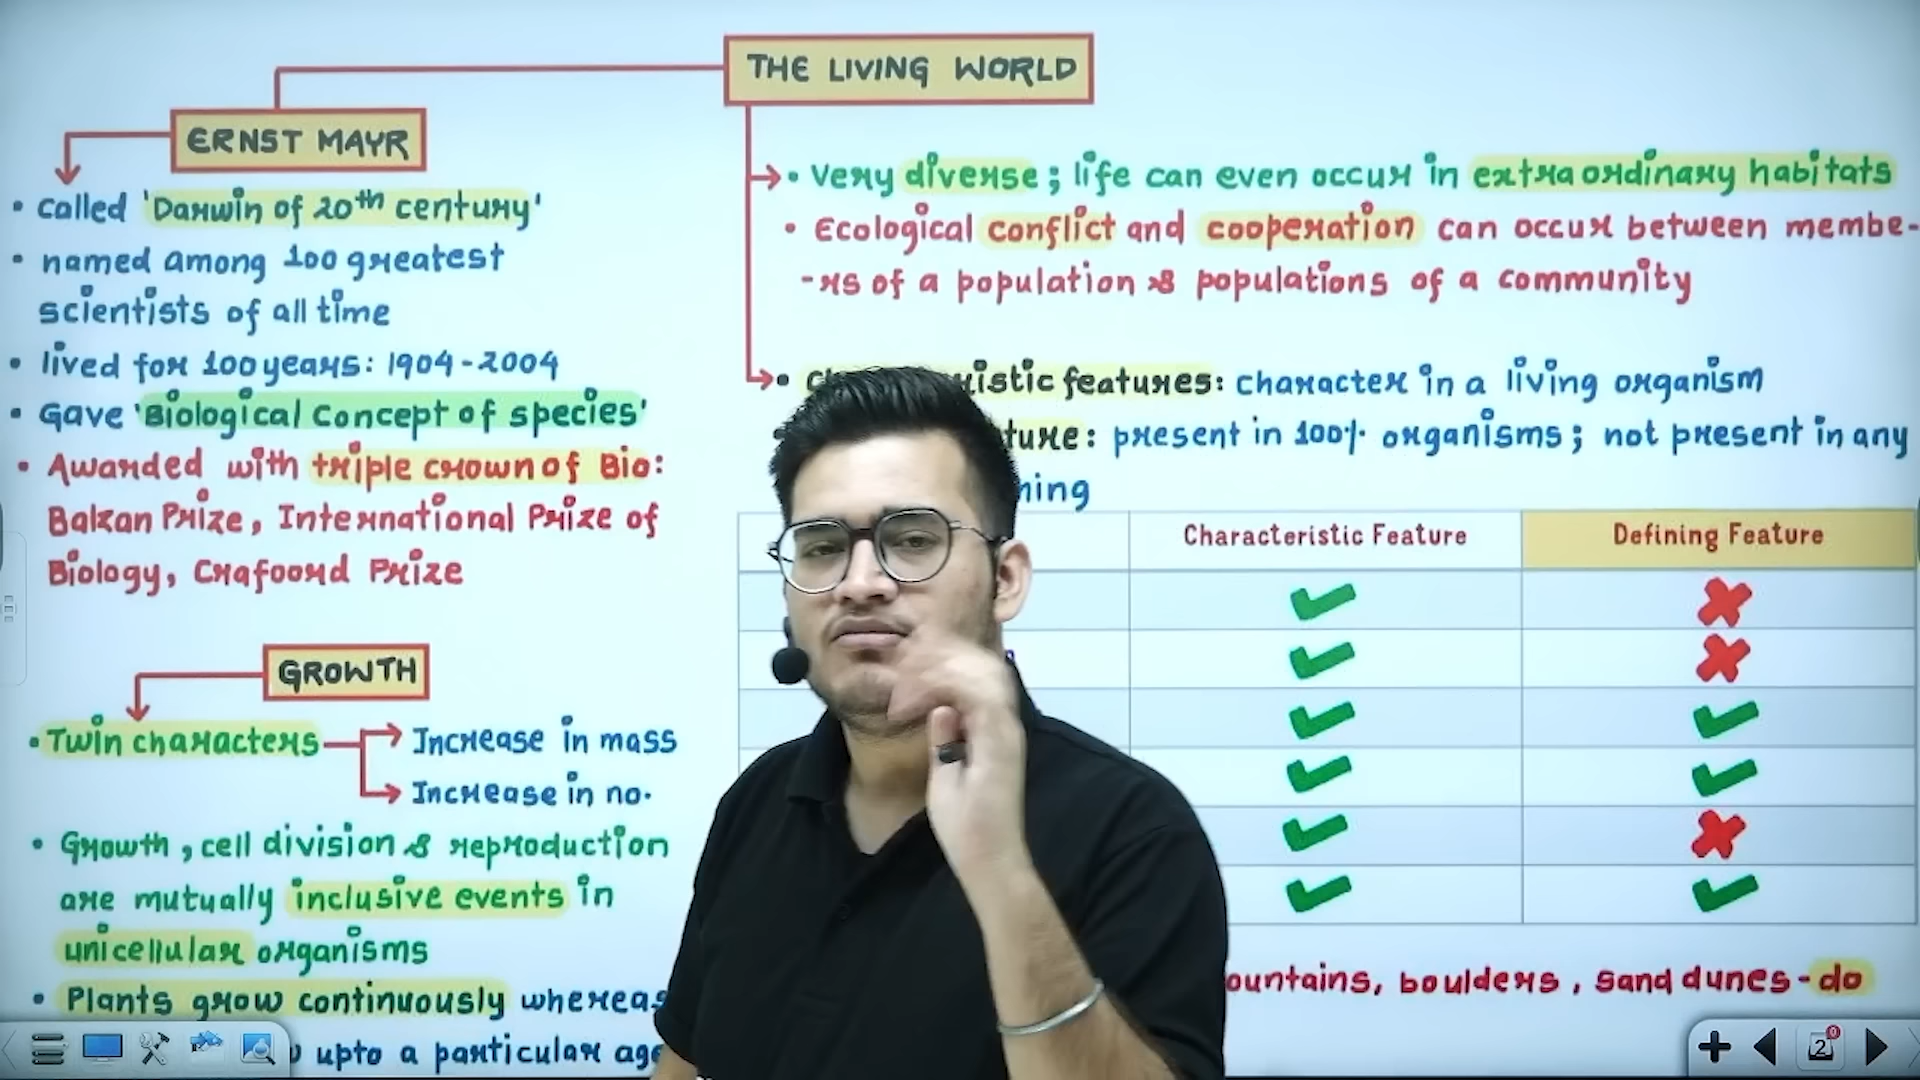 THE LIVING WORLD
ERNST MAYR
• called 'Darwin of 20th century'
• named among 100 greatest
scientists of all time
• lived for 100 years: 1904-2004
• Gave 'Biological Concept of species'
• Awarded with triple crown of Bio:
Balzan Prize, International Prize of
Biology, Crafoord Prize
GROWTH
• Twin characters
Increase in mass
Increase in no.
• Growth, cell division & reproduction
are mutually inclusive events in
unicellular organisms
• Plants grow continuously whereas
upto a particular age
• Very diverse; life can even occur in extraordinary habitats
• Ecological conflict and cooperation can occur between membe-
-rs of a population & populations of a community
features: character in a living organism
: present in 100% organisms; not present in any
Characteristic Feature
Defining Feature
boulders, sand dunes - do
2
0